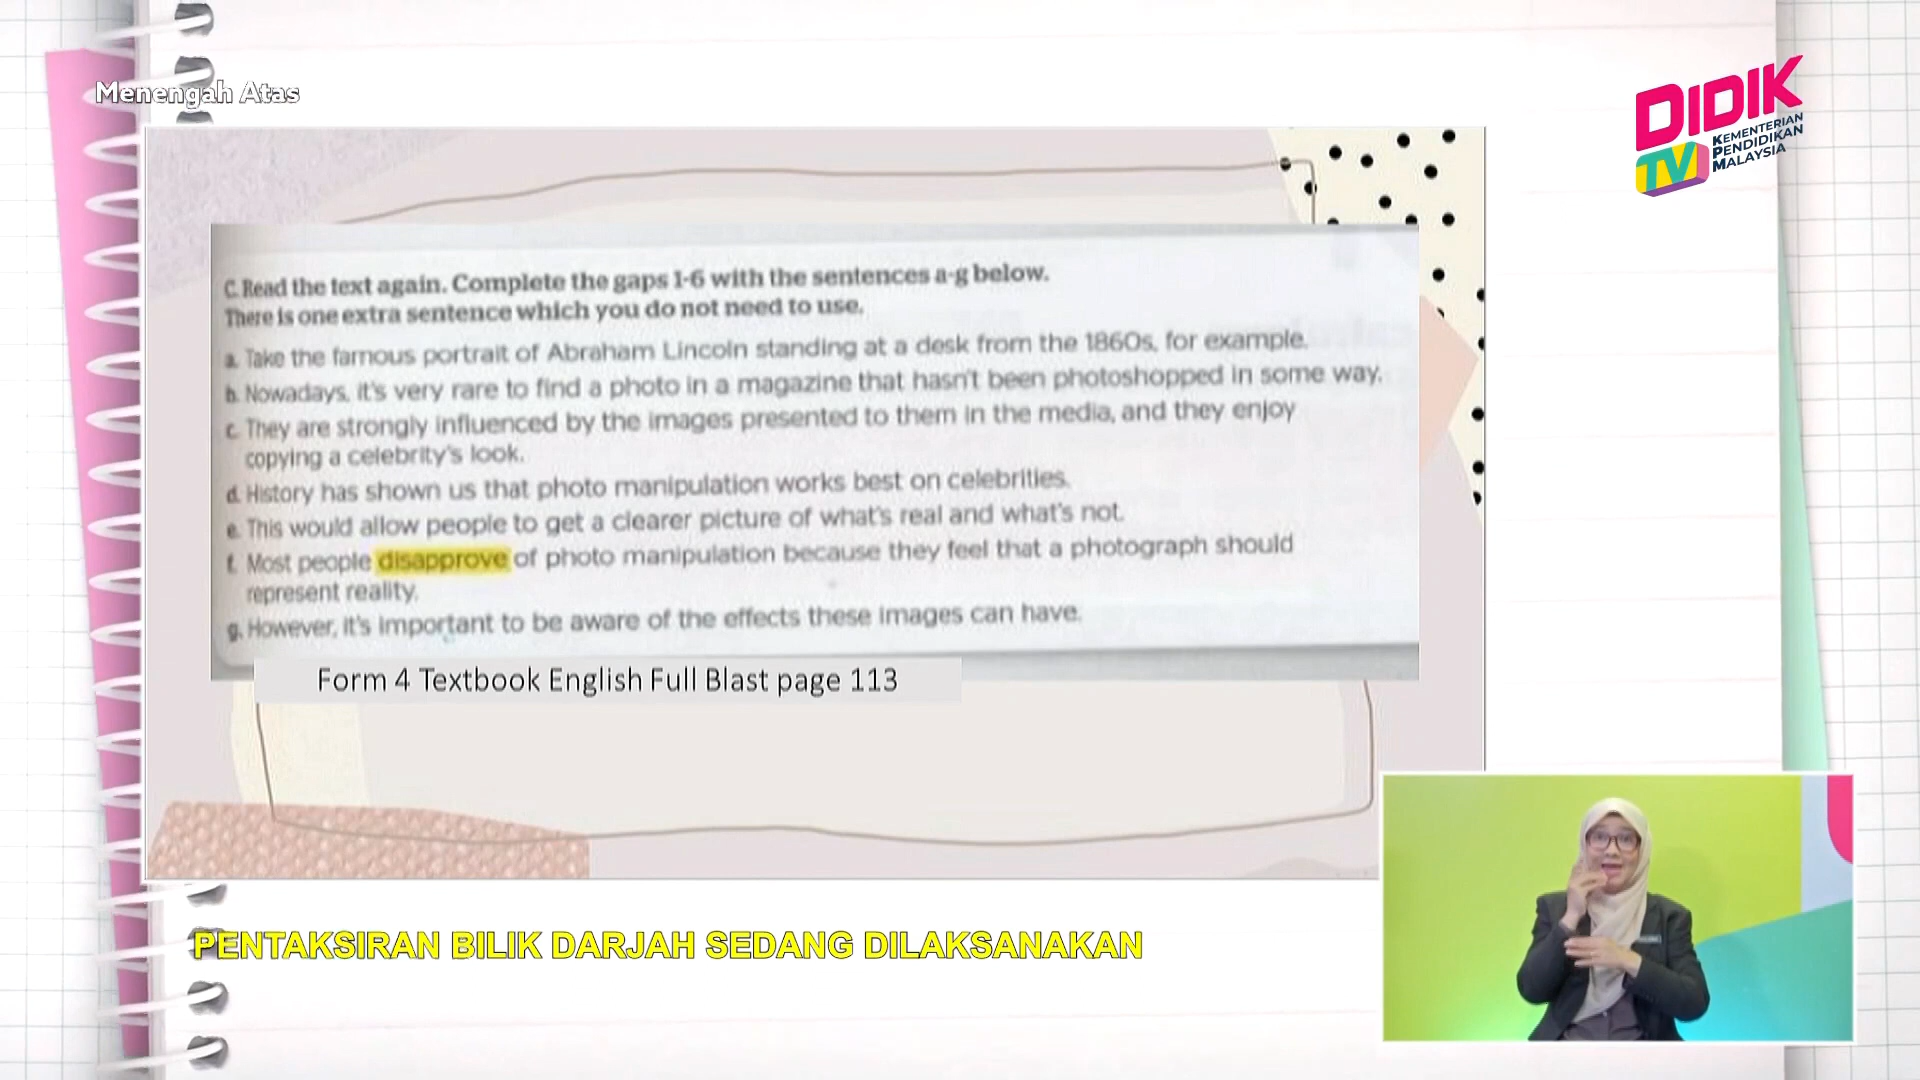 Menengah Atas
DIDIK
TV
KEMENTERIAN
PENDIDIKAN
MALAYSIA
C. Read the text again. Complete the gaps 1-6 with the sentences a-g below.
There is one extra sentence which you do not need to use.
a. Take the famous portrait of Abraham Lincoln standing at a desk from the 1860s, for example.
b. Nowadays, it's very rare to find a photo in a magazine that hasn't been photoshopped in some way.
c. They are strongly influenced by the images presented to them in the media, and they enjoy
copying a celebrity's look.
d. History has shown us that photo manipulation works best on celebrities.
e. This would allow people to get a clearer picture of what's real and what's not.
f. Most people disapprove of photo manipulation because they feel that a photograph should
represent reality.
g. However, it's important to be aware of the effects these images can have.
Form 4 Textbook English Full Blast page 113
PENTAKSIRAN BILIK DARJAH SEDANG DILAKSANAKAN